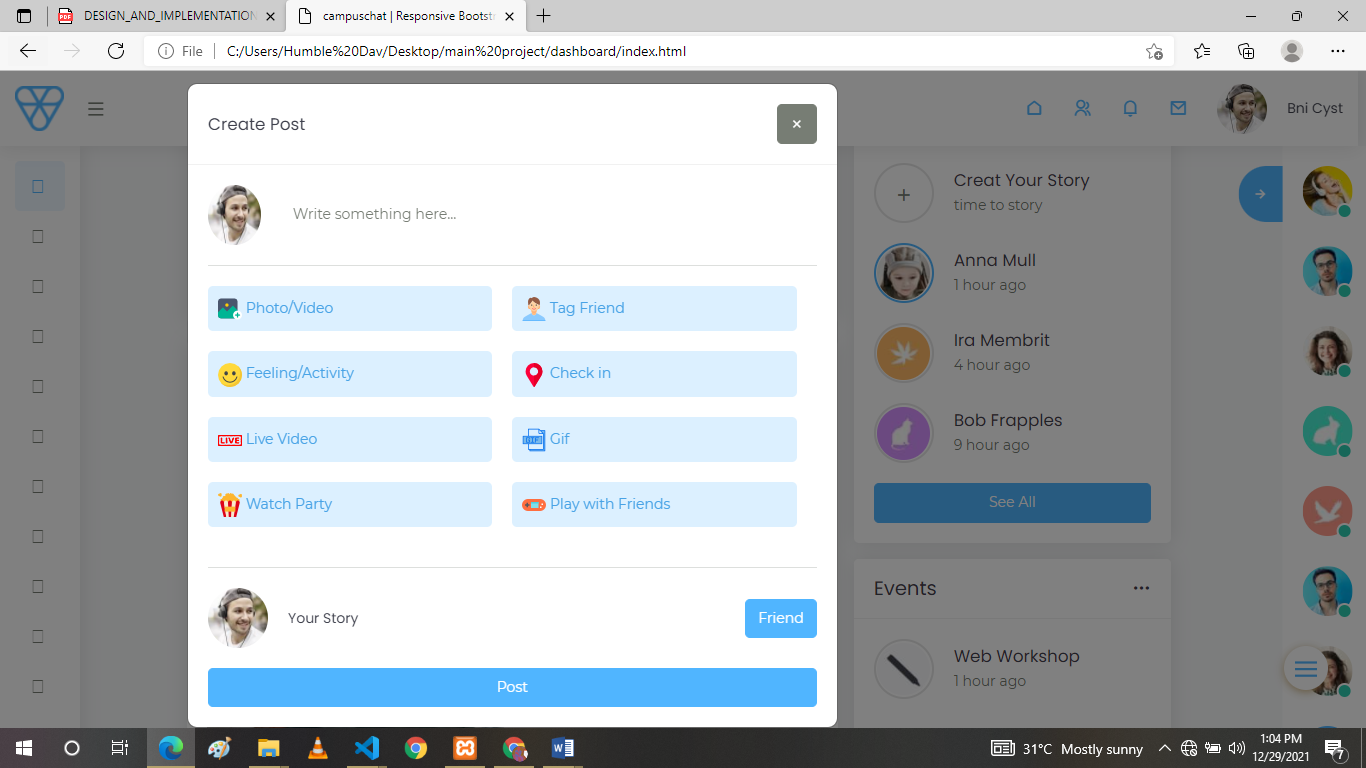 DESIGN_AND_IMPLEMENTATION
campuschat | Responsive Bootst
File
C:/Users/Humble%20Dav/Desktop/main%20project/dashboard/index.html
Bni Cyst
Create Post
×
Write something here...
Photo/Video
Tag Friend
Feeling/Activity
Check in
LIVE Live Video
GIF Gif
Watch Party
Play with Friends
Your Story
Friend
Post
Creat Your Story
time to story
Anna Mull
1 hour ago
Ira Membrit
4 hour ago
Bob Frapples
9 hour ago
See All
Events
Web Workshop
1 hour ago
31°C Mostly sunny
1:04 PM
12/29/2021
7